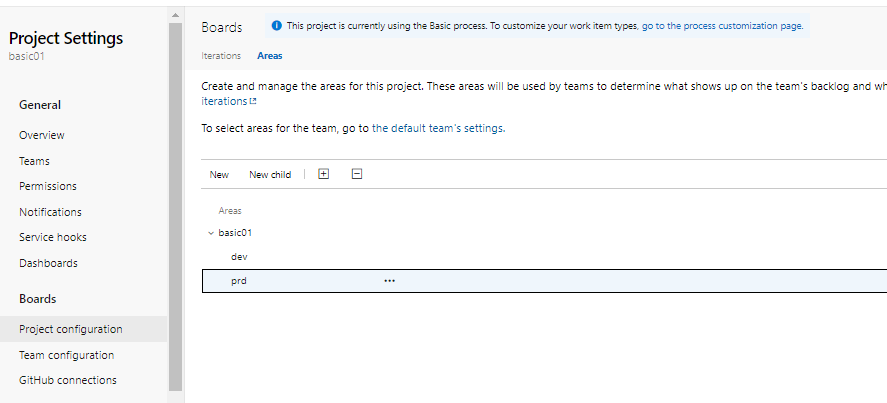 Project Settings
basic01
General
Overview
Teams
Permissions
Notifications
Service hooks
Dashboards
Boards
Project configuration
Team configuration
GitHub connections
Boards
This project is currently using the Basic process. To customize your work item types, go to the process customization page.
Iterations Areas
Create and manage the areas for this project. These areas will be used by teams to determine what shows up on the team's backlog and wh
iterations
To select areas for the team, go to the default team's settings.
New New child
Areas
basic01
dev
prd